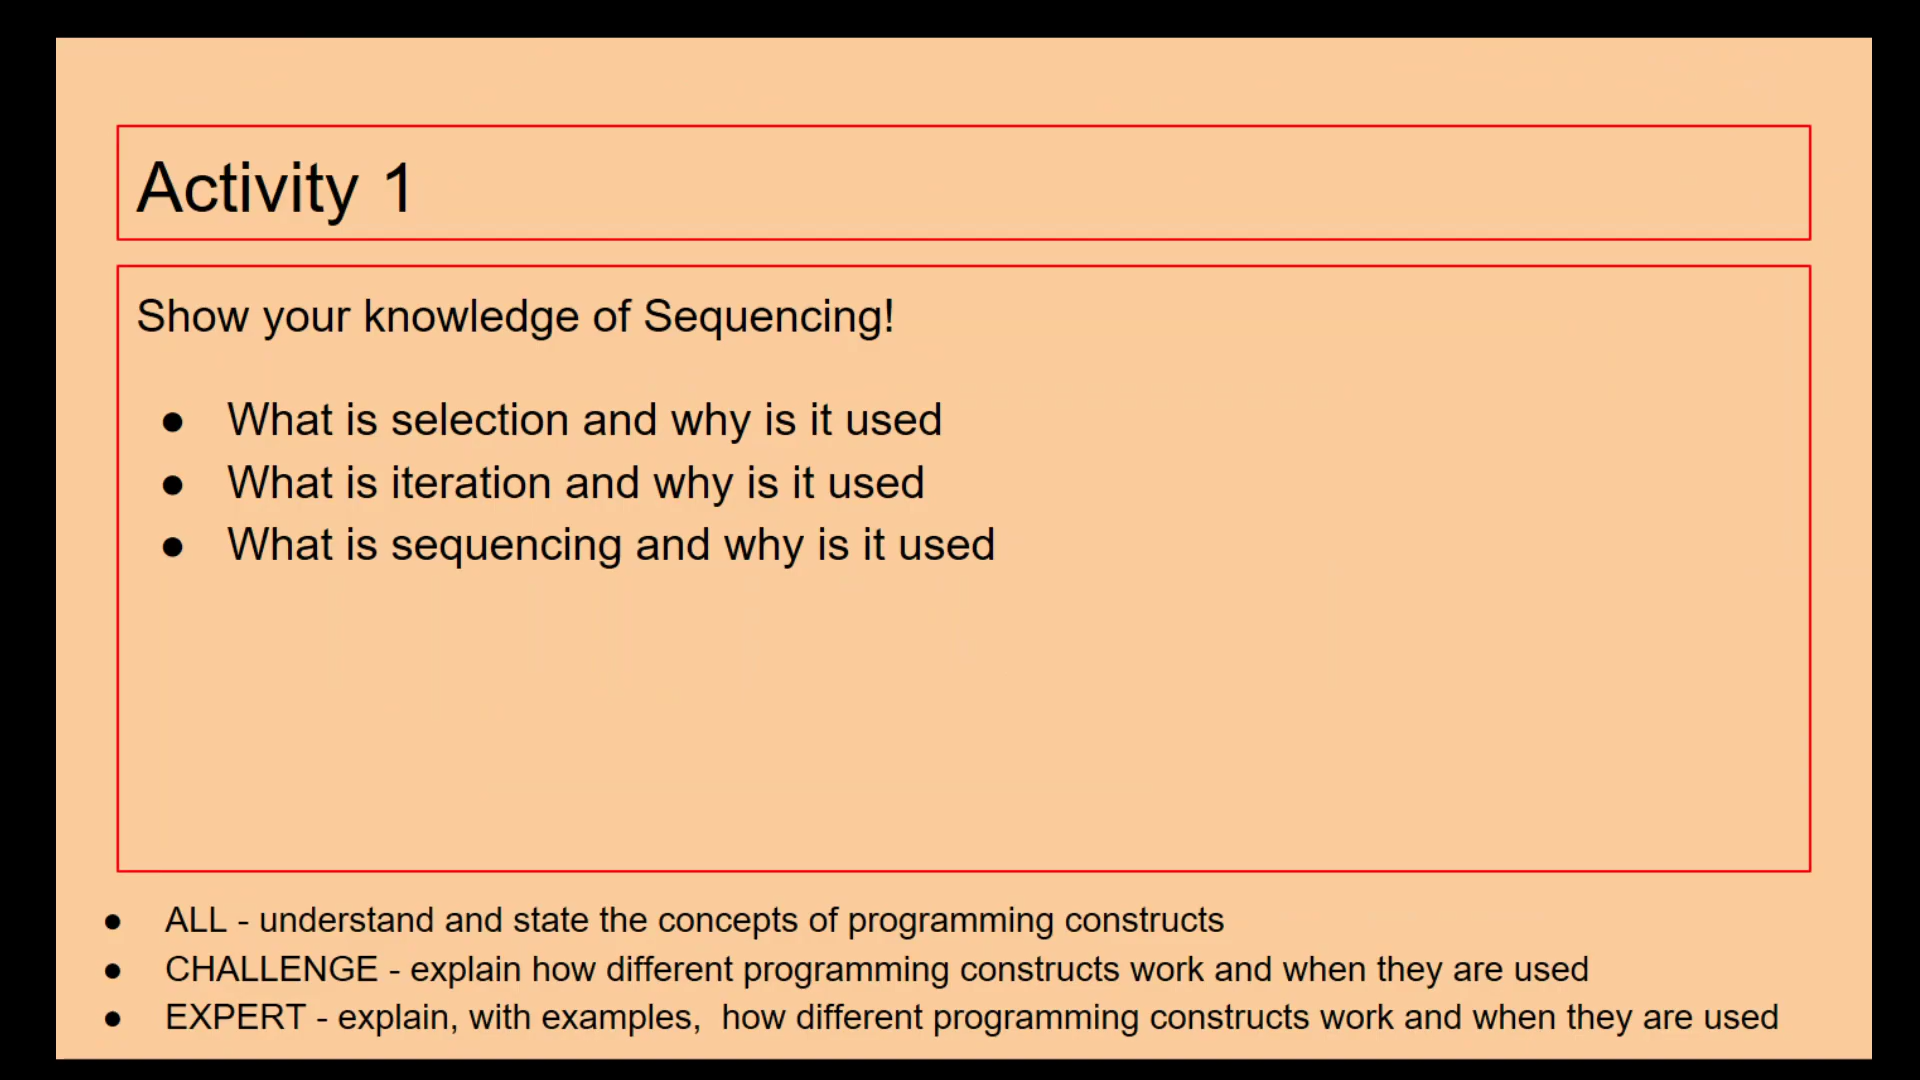 Activity 1
Show your knowledge of Sequencing!
● What is selection and why is it used
● What is iteration and why is it used
● What is sequencing and why is it used
● ALL - understand and state the concepts of programming constructs
● CHALLENGE - explain how different programming constructs work and when they are used
● EXPERT - explain, with examples,  how different programming constructs work and when they are used